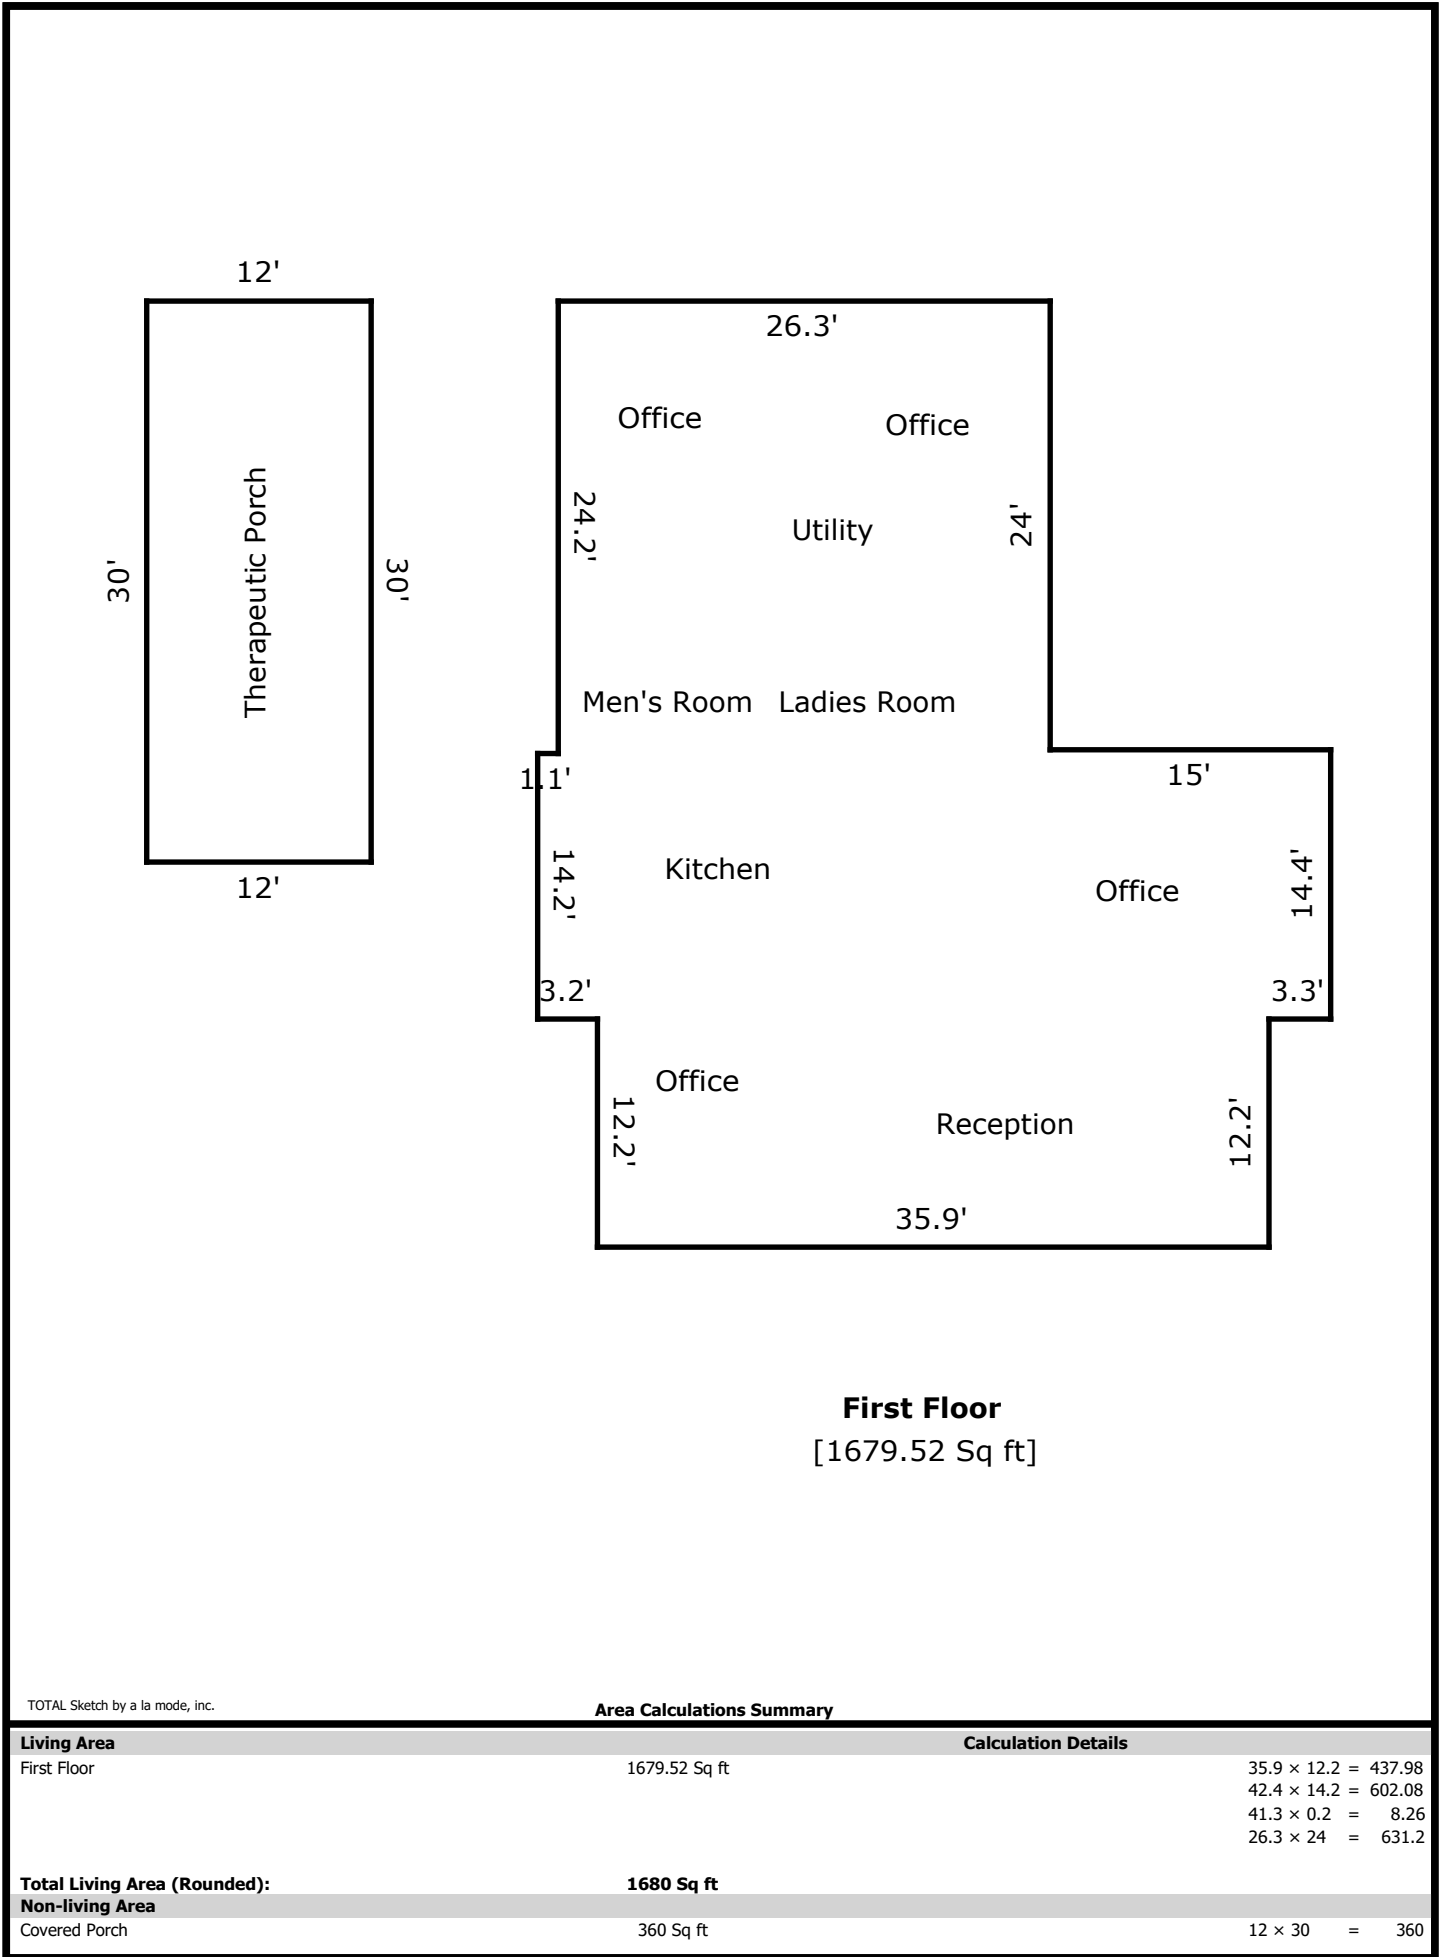 12'
26.3'
Office
Office
24.2'
Utility
24'
Therapeutic Porch
30'
30'
Men's Room
Ladies Room
1.1'
15'
12'
14.2'
Kitchen
Office
14.4'
3.2'
3.3'
Office
12.2'
Reception
12.2'
35.9'
First Floor
[1679.52 Sq ft]
TOTAL Sketch by a la mode, inc.
Area Calculations Summary
Living Area Calculation Details
First Floor 1679.52 Sq ft 35.9 × 12.2 = 437.98
42.4 × 14.2 = 602.08
41.3 × 0.2 = 8.26
26.3 × 24 = 631.2
Total Living Area (Rounded): 1680 Sq ft
Non-living Area
Covered Porch 360 Sq ft 12 × 30 = 360